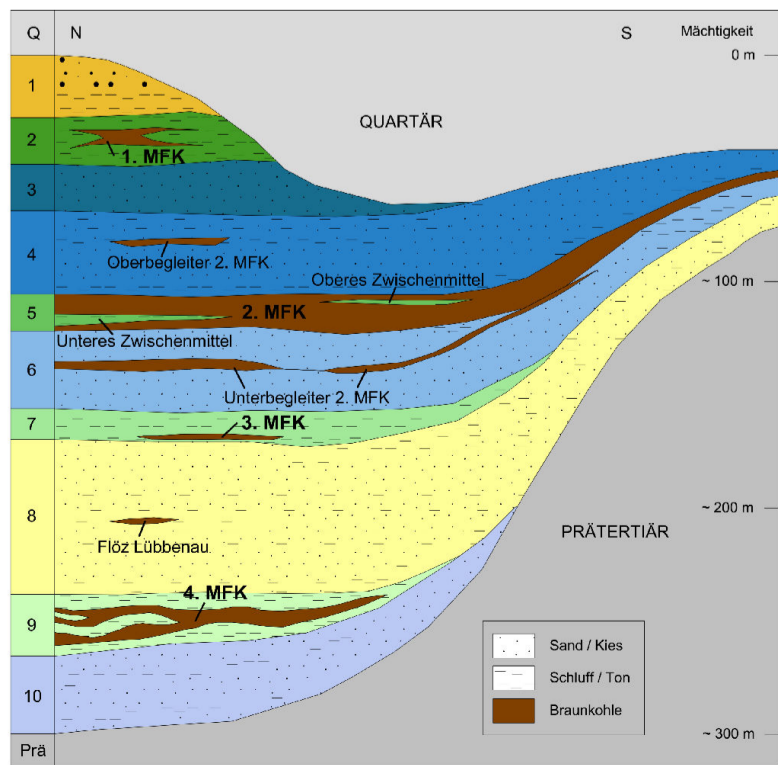 Q N S Mächtigkeit
0 m
1
QUARTÄR
2
1. MFK
3
4
Oberbegleiter 2. MFK
Oberes Zwischenmittel
~ 100 m
5
2. MFK
Unteres Zwischenmittel
6
Unterbegleiter 2. MFK
7
3. MFK
8
~ 200 m
Flöz Lübbenau
PRÄTERTIÄR
4. MFK
9
Sand / Kies
Schluff / Ton
10
Braunkohle
~ 300 m
Prä